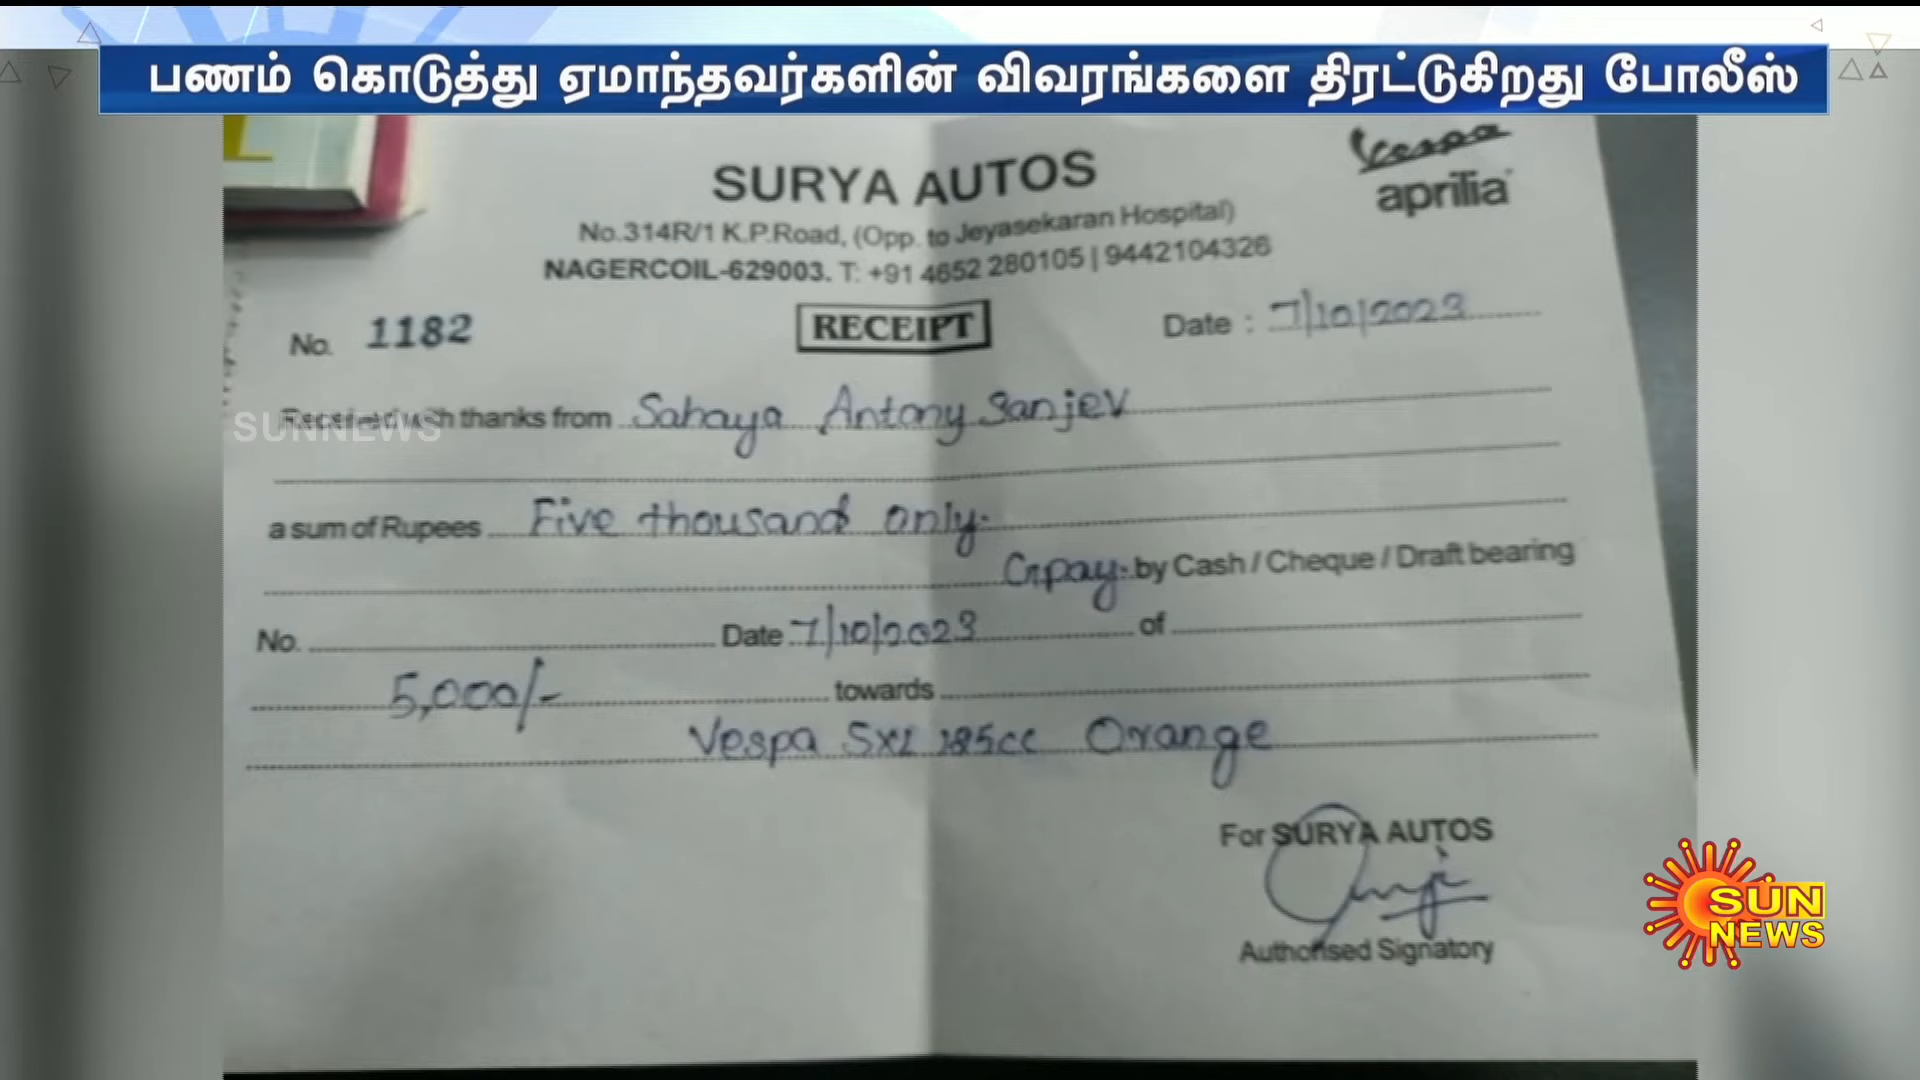 பணம் கொடுத்து ஏமாந்தவர்களின் விவரங்களை திரட்டுகிறது போலீஸ்
Vespa
aprilia
SURYA AUTOS
No.314R/1 K.P.Road, (Opp. to Jeyasekaran Hospital)
NAGERCOIL-629003. T: +91 4652 280105 | 9442104326
No. 1182
RECEIPT
Date : 7/10/2023
Received with thanks from Sahaya Antony Sanjev
SUNNEWS
a sum of Rupees Five thousand only.
Gpay. by Cash / Cheque / Draft bearing
No. Date 7/10/2023 of
5,000/- towards
Vespa SXL 125cc Orange
For SURYA AUTOS
Authorised Signatory
SUN
NEWS